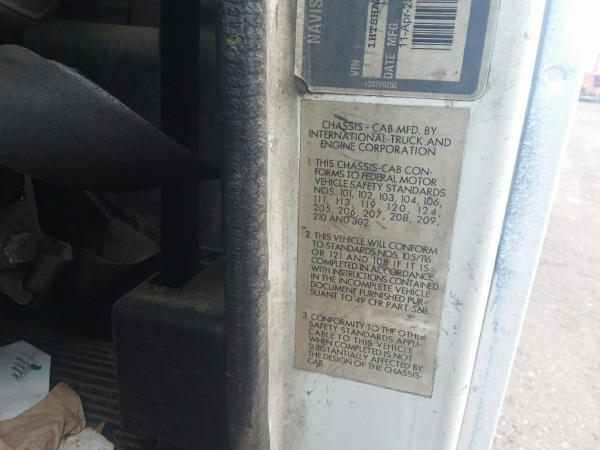 NAVIS
VIN
1HTSHA
DATE MFG.
11-Apr-2
CHASSIS - CAB MFD. BY
INTERNATIONAL TRUCK AND
ENGINE CORPORATION
1. THIS CHASSIS-CAB CON-
FORMS TO FEDERAL MOTOR
VEHICLE SAFETY STANDARDS
NOS. 101, 102, 103, 104, 106,
111, 113, 119, 120, 124,
205, 206, 207, 208, 209,
210 AND 302.
2. THIS VEHICLE WILL CONFORM
TO STANDARDS NOS. 105/116
OR 121 AND 108 IF IT IS
COMPLETED IN ACCORDANCE
WITH INSTRUCTIONS CONTAINED
IN THE INCOMPLETE VEHICLE
DOCUMENT FURNISHED PUR-
SUANT TO 49 CFR PART 568.
3. CONFORMITY TO THE OTHER
SAFETY STANDARDS APPLI-
CABLE TO THIS VEHICLE
WHEN COMPLETED IS NOT
SUBSTANTIALLY AFFECTED BY
THE DESIGN OF THE CHASSIS-
CAB.